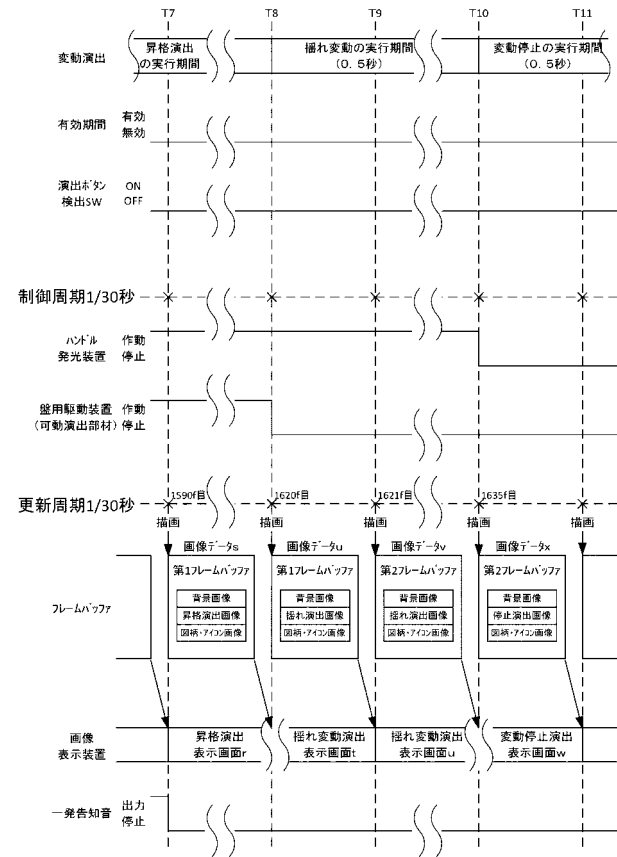 T7 T8 T9 T10 T11
変動演出
昇格演出
の実行期間
揺れ変動の実行期間
(0.5秒)
変動停止の実行期間
(0.5秒)
有効期間
有効
無効
演出ボタン
検出SW
ON
OFF
制御周期1/30秒
ハンドル
発光装置
作動
停止
盤用駆動装置
(可動演出部材)
作動
停止
更新周期1/30秒
1590f目 1620f目 1621f目 1635f目
描画 描画 描画 描画 描画
画像データs 画像データu 画像データv 画像データx
フレームバッファ
第1フレームバッファ
背景画像
昇格演出画像
図柄・アイコン画像
第1フレームバッファ
背景画像
揺れ演出画像
図柄・アイコン画像
第2フレームバッファ
背景画像
揺れ演出画像
図柄・アイコン画像
第2フレームバッファ
背景画像
停止演出画像
図柄・アイコン画像
画像
表示装置
昇格演出
表示画面r
揺れ変動演出
表示画面t
揺れ変動演出
表示画面u
変動停止演出
表示画面w
一発告知音
出力
停止